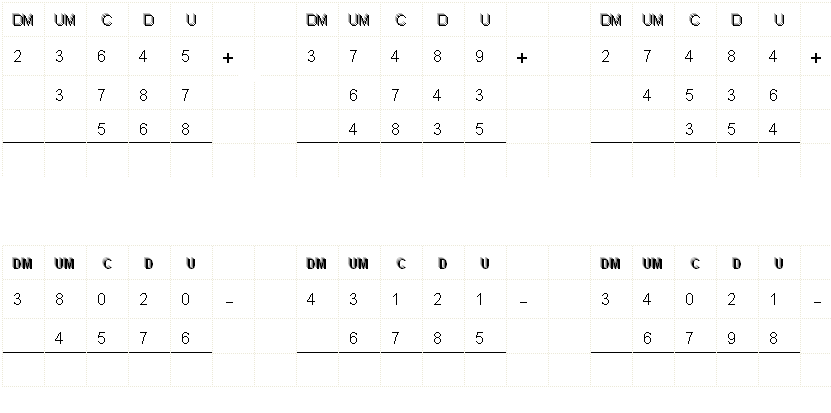 DM UM C D U DM UM C D U DM UM C D U
2 3 6 4 5 + 3 7 4 8 9 + 2 7 4 8 4 +
3 7 8 7 6 7 4 3 4 5 3 6
5 6 8 4 8 3 5 3 5 4
DM UM C D U DM UM C D U DM UM C D U
3 8 0 2 0 – 4 3 1 2 1 – 3 4 0 2 1 –
4 5 7 6 6 7 8 5 6 7 9 8